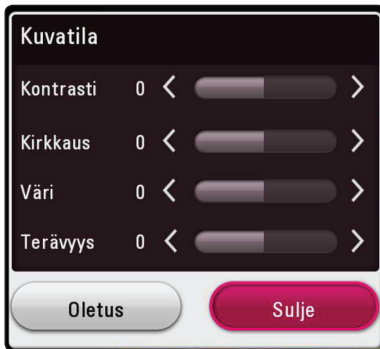 Kuvatila
Kontrasti 0
Kirkkaus 0
Väri 0
Terävyys 0
Oletus Sulje